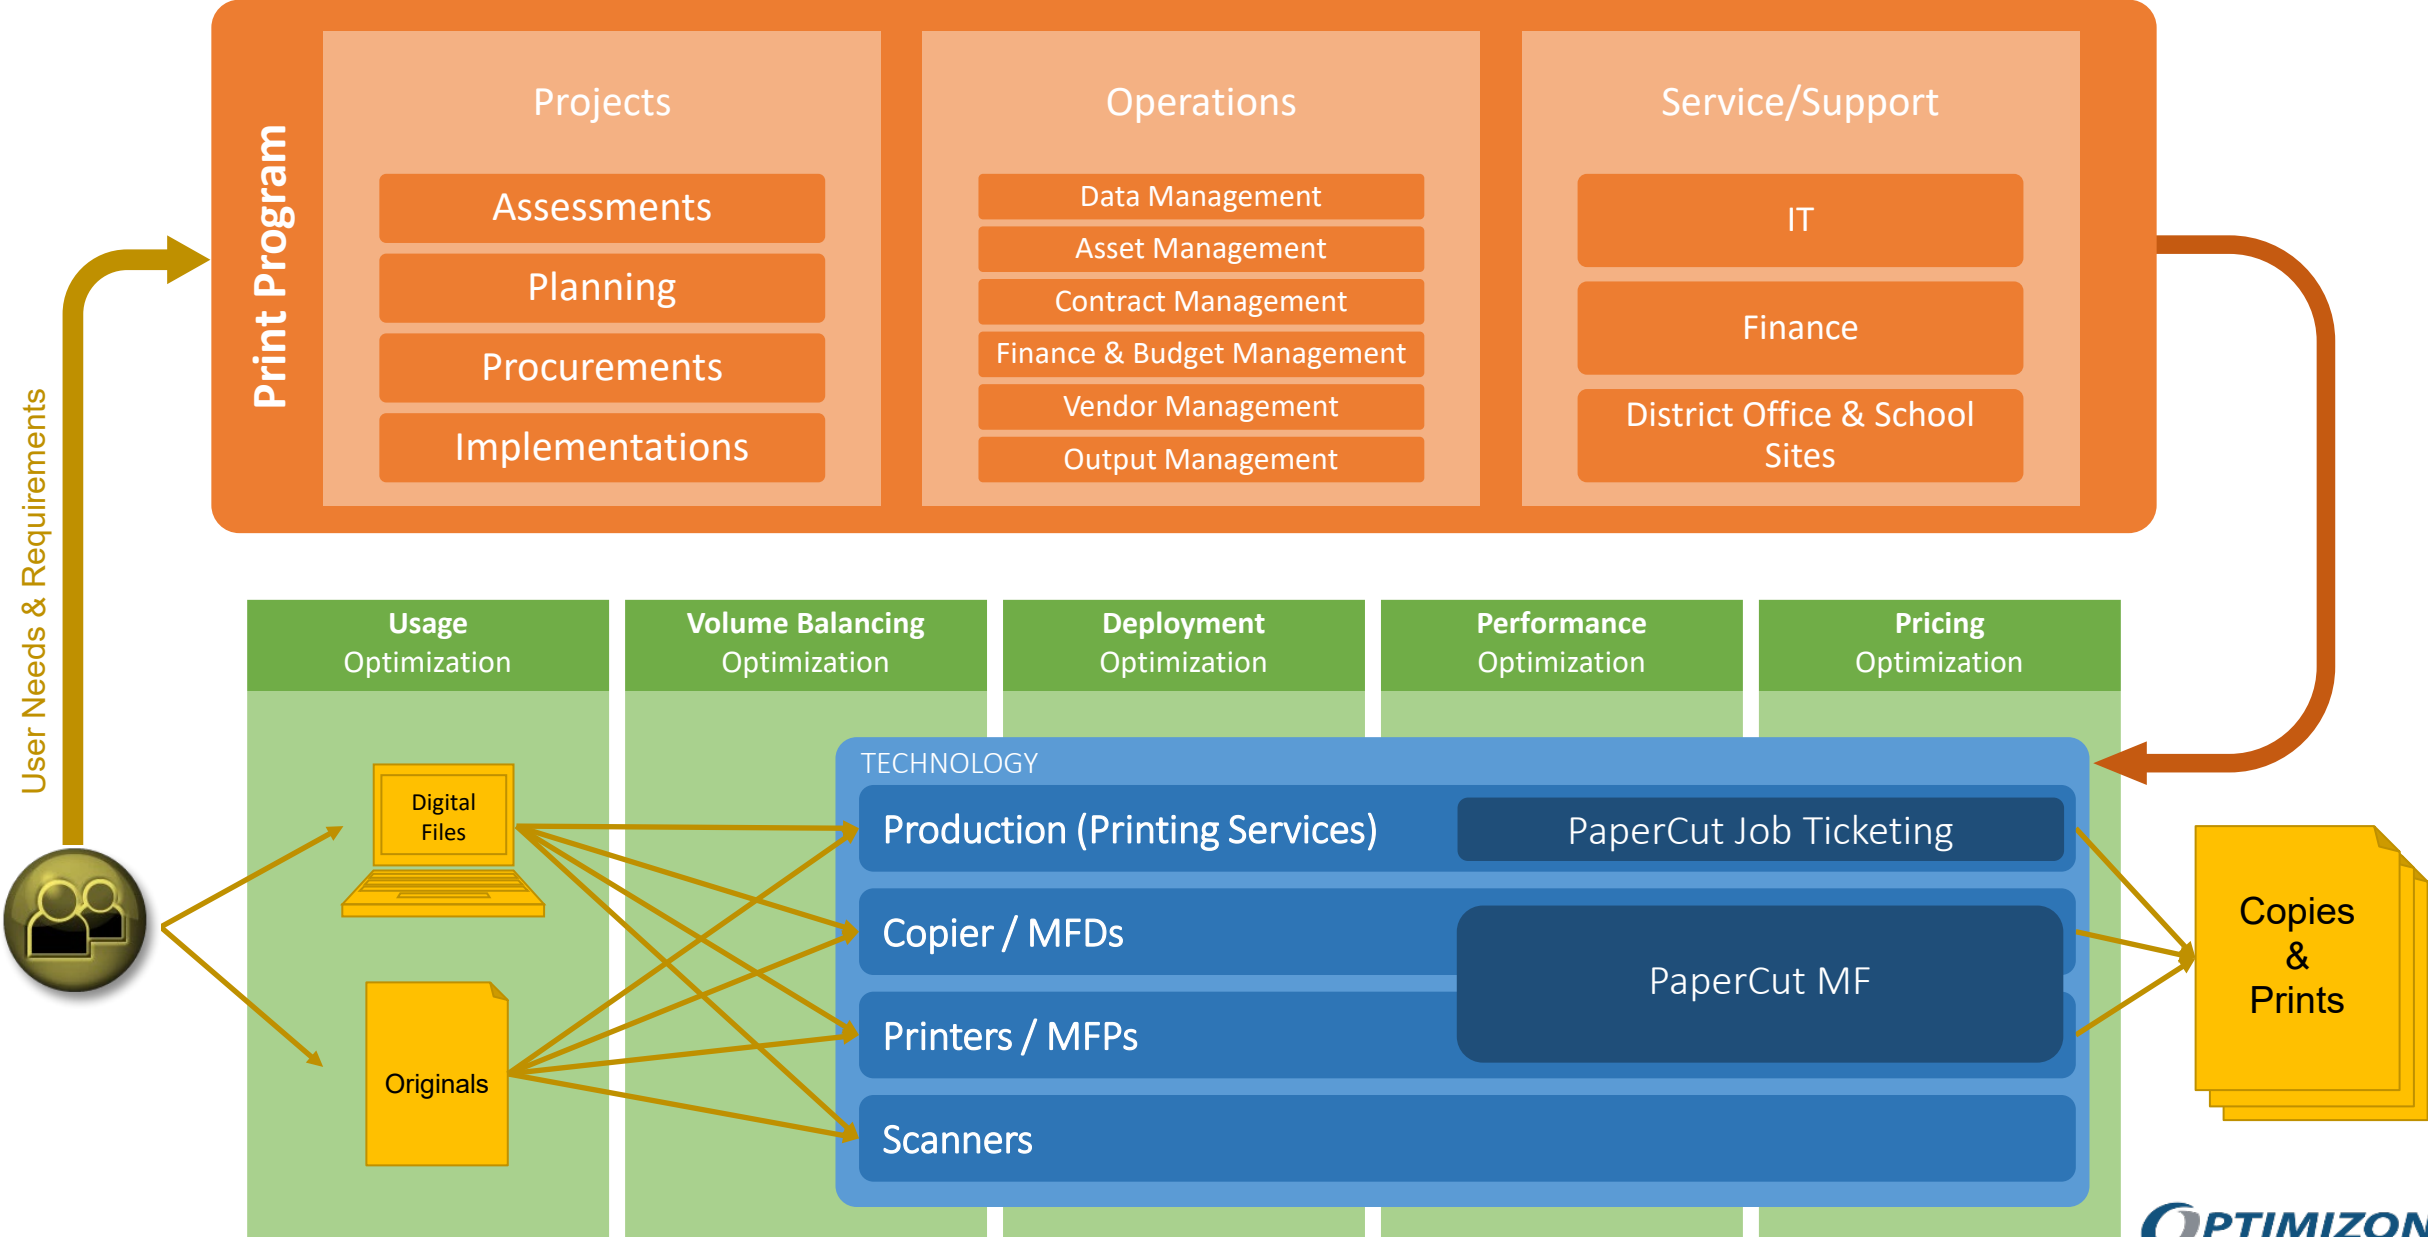 Print Program
Projects
Assessments
Planning
Procurements
Implementations
Operations
Data Management
Asset Management
Contract Management
Finance & Budget Management
Vendor Management
Output Management
Service/Support
IT
Finance
District Office & School
Sites
User Needs & Requirements
Usage
Optimization
Volume Balancing
Optimization
Deployment
Optimization
Performance
Optimization
Pricing
Optimization
Digital
Files
Originals
TECHNOLOGY
Production (Printing Services)
PaperCut Job Ticketing
Copier / MFDs
PaperCut MF
Printers / MFPs
Scanners
Copies
&
Prints
OPTIMIZON